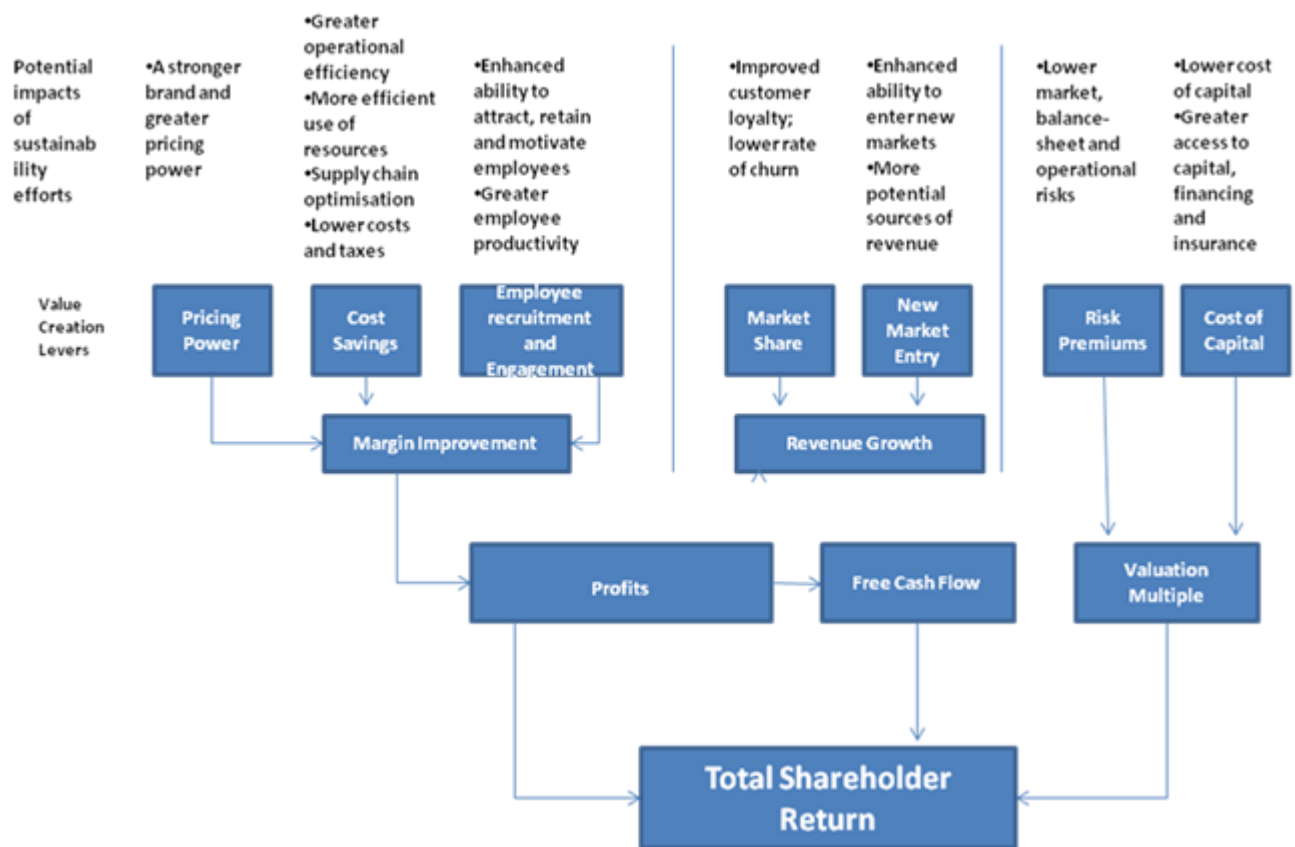 Potential
impacts
of
sustainab
ility
efforts
•A stronger
brand and
greater
pricing
power
•Greater
operational
efficiency
•More efficient
use of
resources
•Supply chain
optimisation
•Lower costs
and taxes
•Enhanced
ability to
attract, retain
and motivate
employees
•Greater
employee
productivity
•Improved
customer
loyalty;
lower rate
of churn
•Enhanced
ability to
enter new
markets
•More
potential
sources of
revenue
•Lower
market,
balance-
sheet and
operational
risks
•Lower cost
of capital
•Greater
access to
capital,
financing
and
insurance
Value
Creation
Levers
Pricing
Power
Cost
Savings
Employee
recruitment
and
Engagement
Market
Share
New
Market
Entry
Risk
Premiums
Cost of
Capital
Margin Improvement
Revenue Growth
Profits
Free Cash Flow
Valuation
Multiple
Total Shareholder
Return